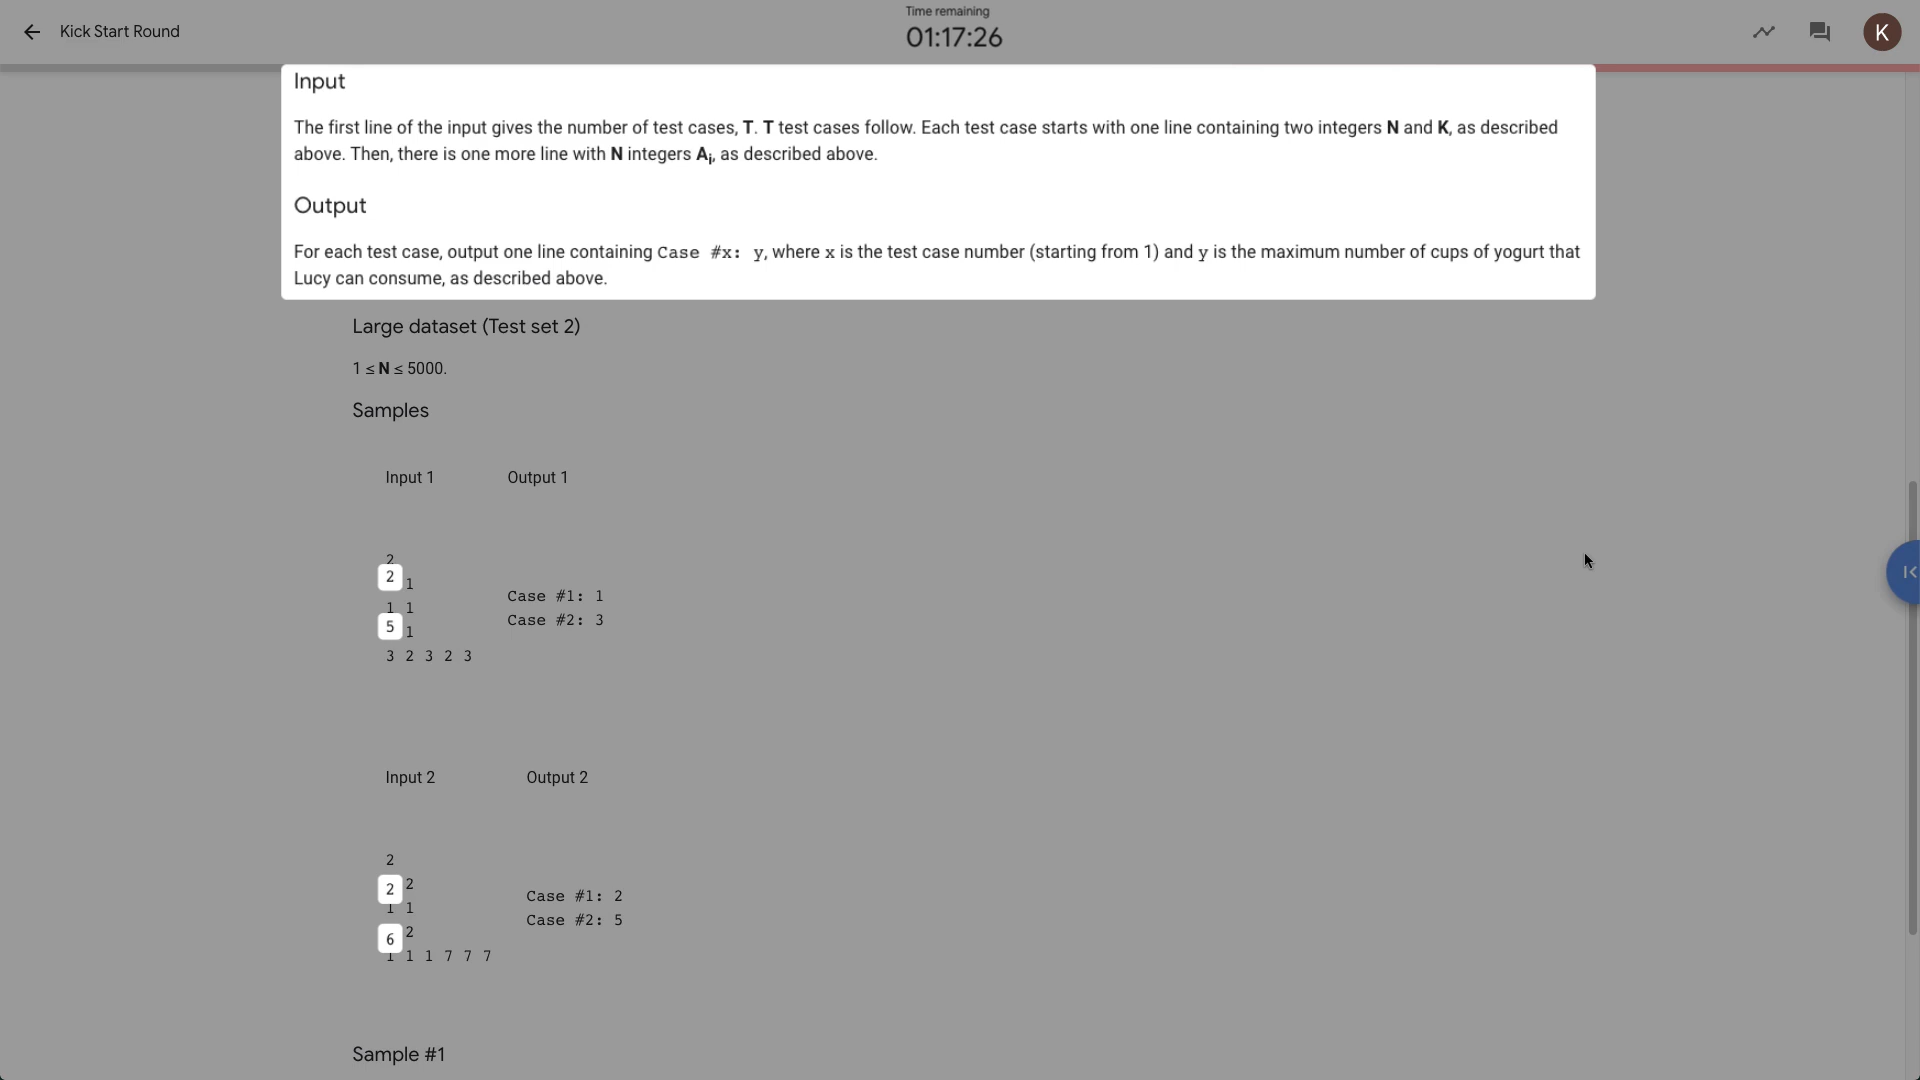 Kick Start Round
Time remaining
01:17:26
K
Input
The first line of the input gives the number of test cases, T. T test cases follow. Each test case starts with one line containing two integers N and K, as described
above. Then, there is one more line with N integers Ai, as described above.
Output
For each test case, output one line containing Case #x: y, where x is the test case number (starting from 1) and y is the maximum number of cups of yogurt that
Lucy can consume, as described above.
Large dataset (Test set 2)
1 ≤ N ≤ 5000.
Samples
Input 1 Output 1
2
2 1
1 1
5 1
3 2 3 2 3
Case #1: 1
Case #2: 3
Input 2 Output 2
2
2 2
1 1
6 2
1 1 1 7 7 7
Case #1: 2
Case #2: 5
Sample #1